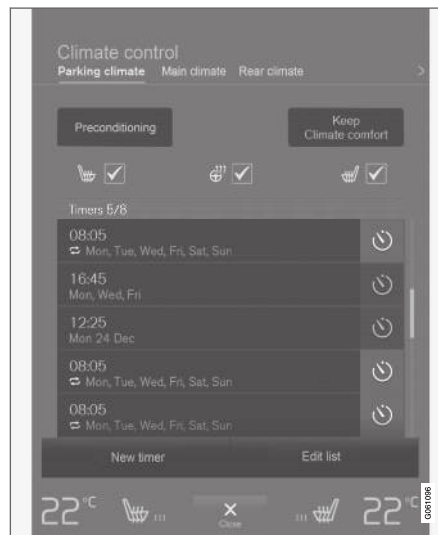 Climate control
Parking climate Main climate Rear climate
Preconditioning
Keep
Climate comfort
Timers 5/8
08:05
Mon, Tue, Wed, Fri, Sat, Sun
16:45
Mon, Wed, Fri
12:25
Mon 24 Dec
08:05
Mon, Tue, Wed, Fri, Sat, Sun
08:05
Mon, Tue, Wed, Fri, Sat, Sun
New timer Edit list
22°C Close 22°C
G061096